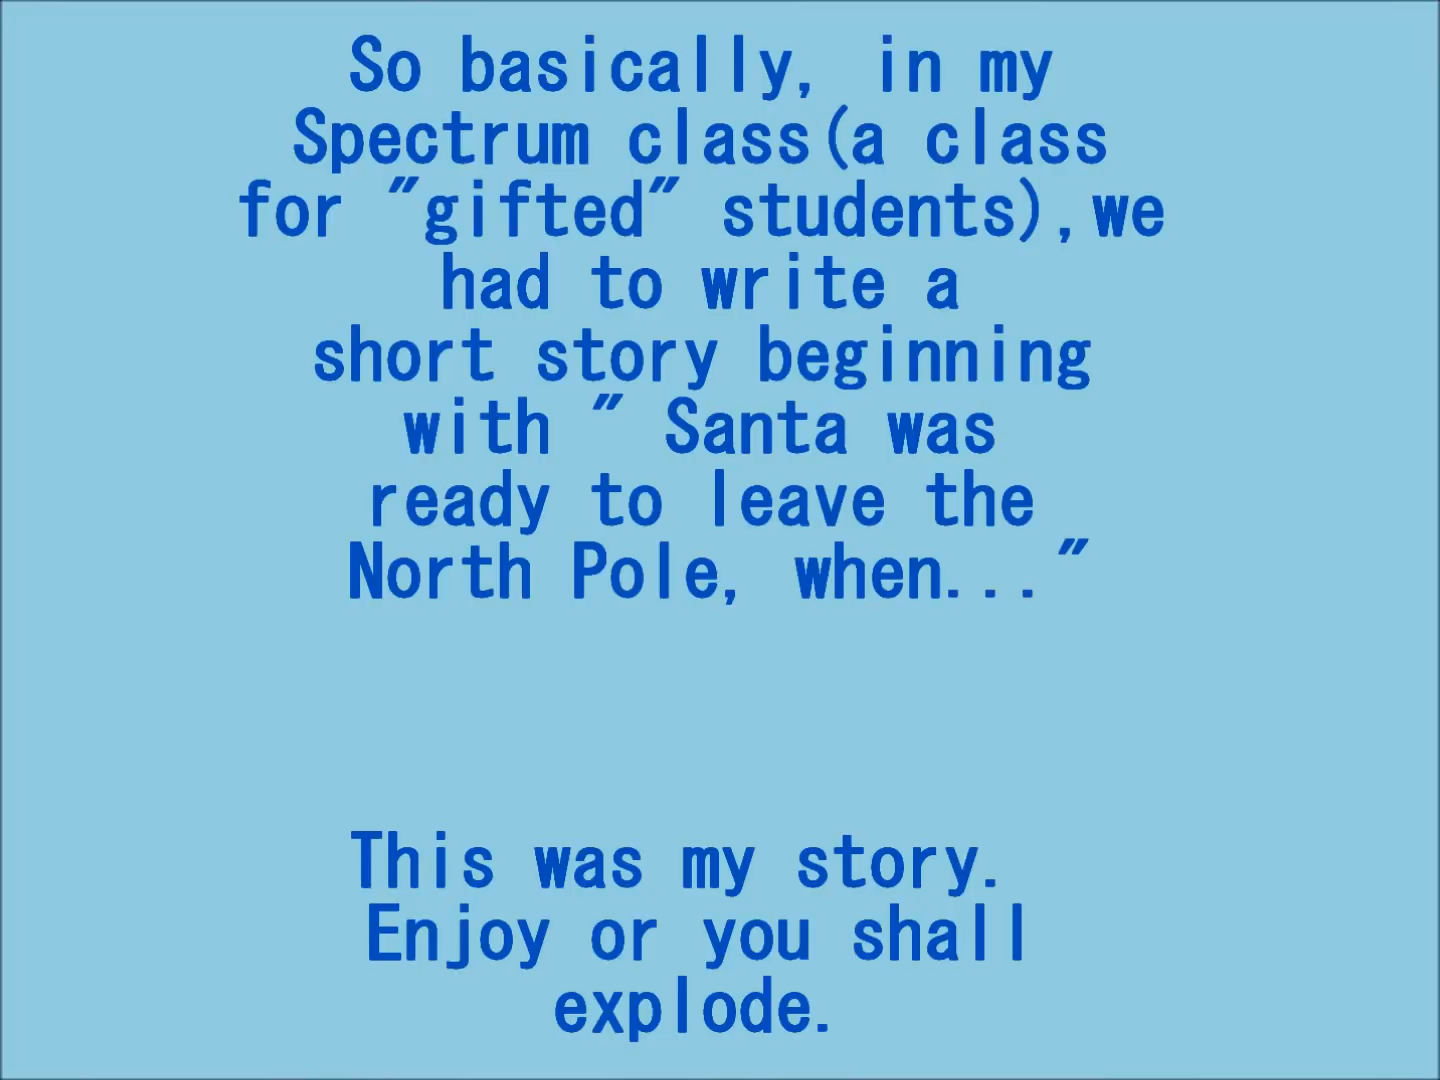 So basically, in my
Spectrum class(a class
for "gifted" students),we
had to write a
short story beginning
with " Santa was
ready to leave the
North Pole, when..."
This was my story.
Enjoy or you shall
explode.